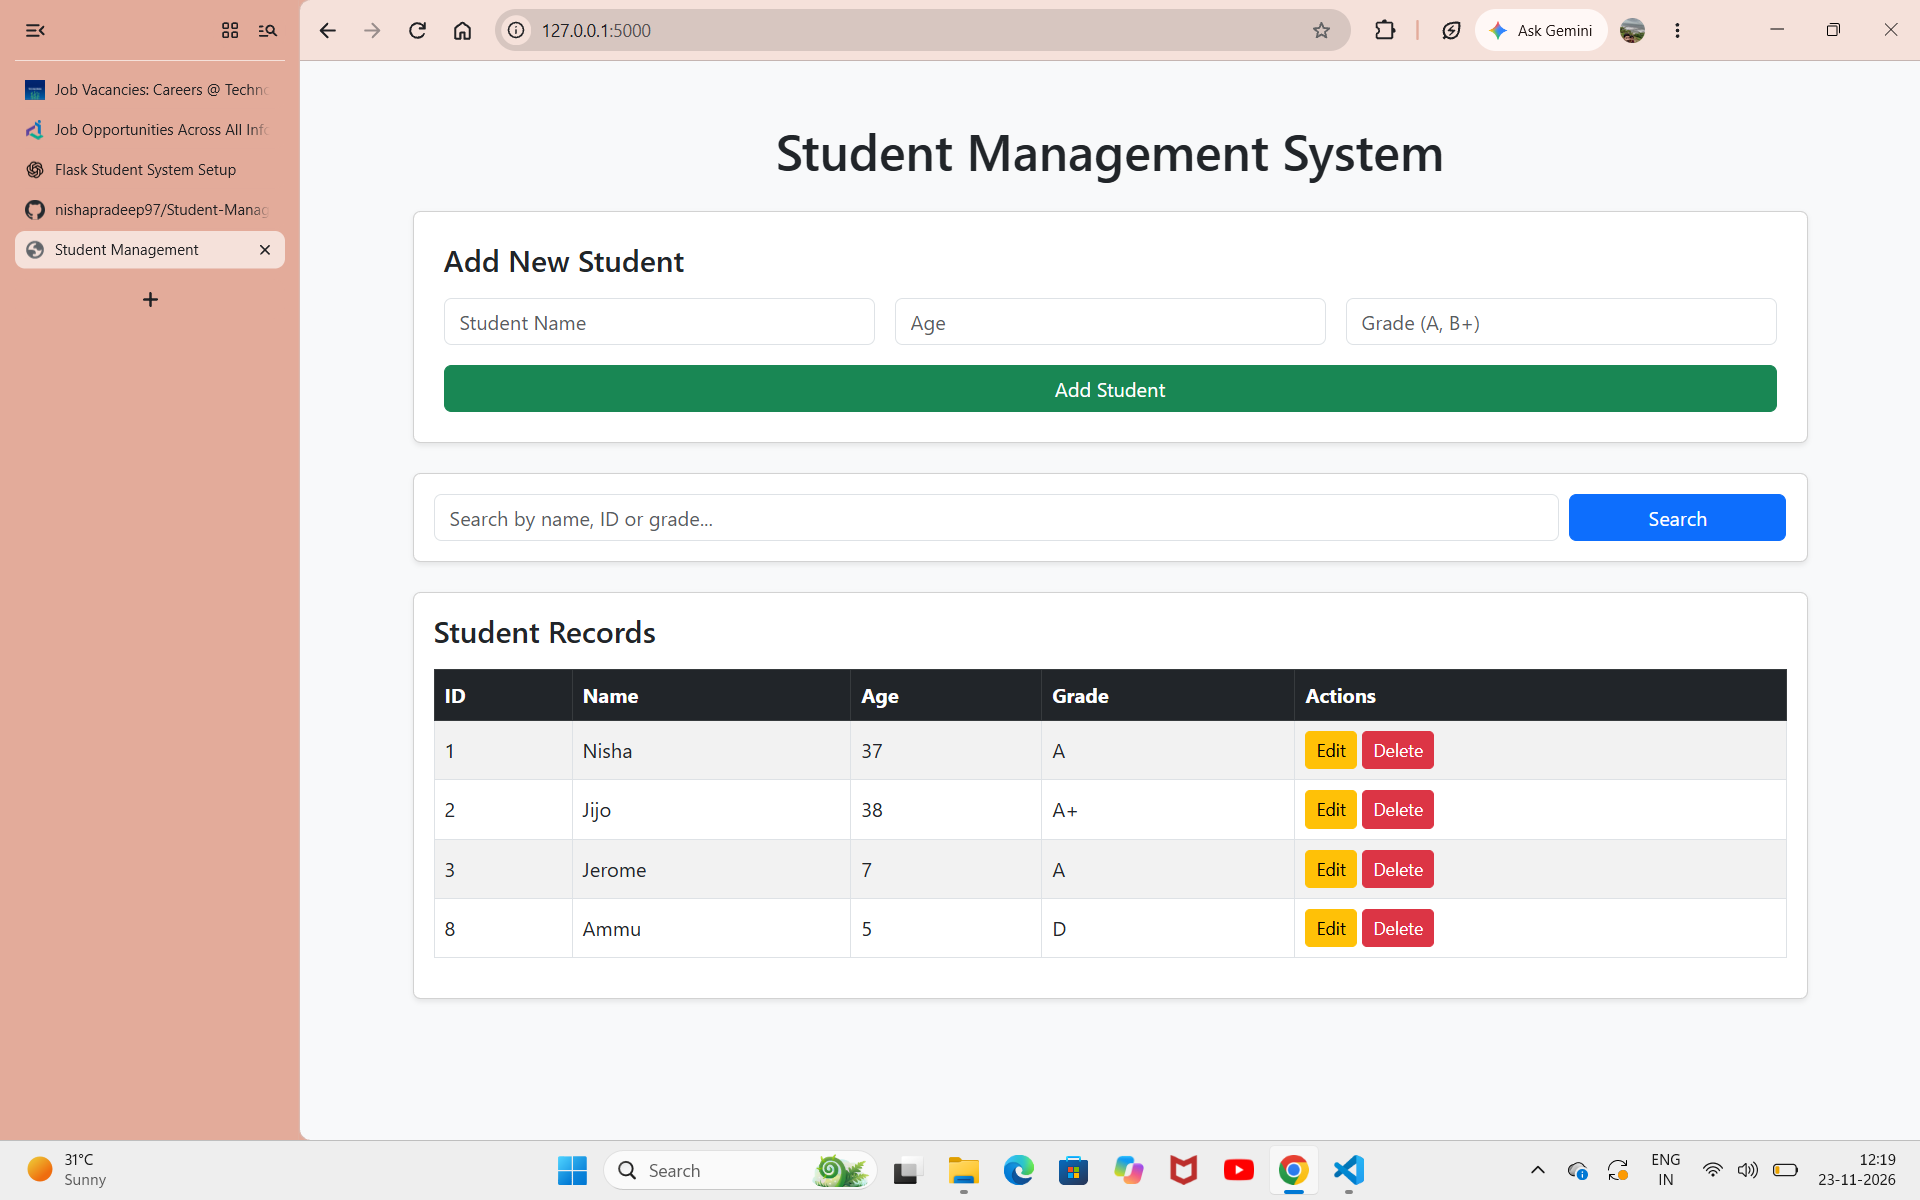 127.0.0.1:5000
Ask Gemini
Job Vacancies: Careers @ Techno
Job Opportunities Across All Info
Flask Student System Setup
nishapradeep97/Student-Manag
Student Management
Student Management System
Add New Student
Student Name
Age
Grade (A, B+)
Add Student
Search by name, ID or grade...
Search
Student Records
ID Name Age Grade Actions
1 Nisha 37 A Edit Delete
2 Jijo 38 A+ Edit Delete
3 Jerome 7 A Edit Delete
8 Ammu 5 D Edit Delete
31°C
Sunny
Search
ENG
IN
12:19
23-11-2026